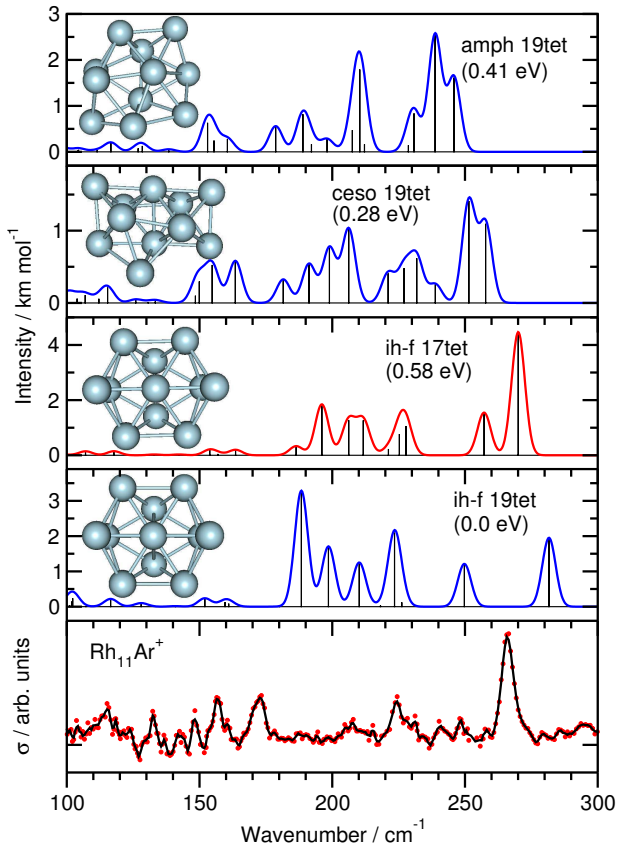 3
2
1
0
amph 19tet
(0.41 eV)
1
0
ceso 19tet
(0.28 eV)
4
2
0
ih-f 17tet
(0.58 eV)
3
2
1
0
ih-f 19tet
(0.0 eV)
Intensity / km mol⁻¹
Rh₁₁Ar⁺
σ / arb. units
100 150 200 250 300
Wavenumber / cm⁻¹